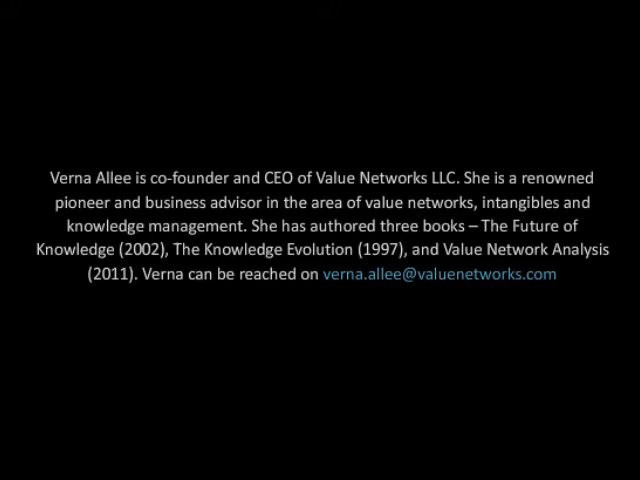 Verna Allee is co-founder and CEO of Value Networks LLC. She is a renowned
pioneer and business advisor in the area of value networks, intangibles and
knowledge management. She has authored three books – The Future of
Knowledge (2002), The Knowledge Evolution (1997), and Value Network Analysis
(2011). Verna can be reached on verna.allee@valuenetworks.com